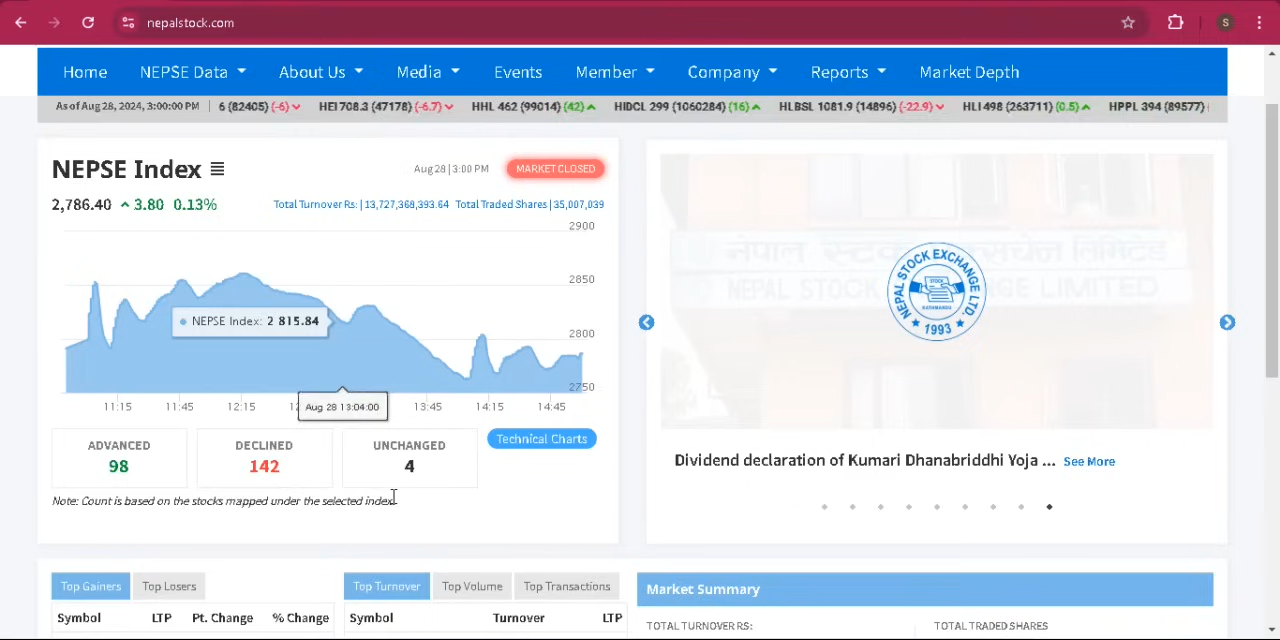 nepalstock.com
S
Home NEPSE Data About Us Media Events Member Company Reports Market Depth
As of Aug 28, 2024, 3:00:00 PM 6 (82405) (-6) HEI 708.3 (47178) (-6.7) HHL 462 (99014) (42) HIDCL 299 (1060284) (16) HLBSL 1081.9 (14896) (-22.9) HLI 498 (263711) (0.5) HPPL 394 (89577)
NEPSE Index
Aug 28 | 3:00 PM MARKET CLOSED
2,786.40 3.80 0.13% Total Turnover Rs: | 13,727,368,393.64 Total Traded Shares | 35,007,039
2900
2850
2800
2750
NEPSE Index: 2 815.84
11:15 11:45 12:15 13:45 14:15 14:45
Aug 28 13:04:00
ADVANCED
98
DECLINED
142
UNCHANGED
4
Technical Charts
Note: Count is based on the stocks mapped under the selected index.
NEPAL STOCK EXCHANGE LTD.
STOCK
KATHMANDU
1993
Dividend declaration of Kumari Dhanabriddhi Yoja ... See More
Top Gainers Top Losers
Symbol LTP Pt. Change % Change
Top Turnover Top Volume Top Transactions
Symbol Turnover LTP
Market Summary
TOTAL TURNOVER RS: TOTAL TRADED SHARES